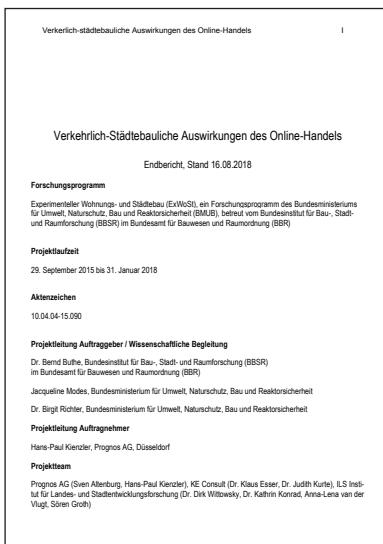 Verkerlich-städtebauliche Auswirkungen des Online-Handels I
Verkehrlich-Städtebauliche Auswirkungen des Online-Handels
Endbericht, Stand 16.08.2018
Forschungsprogramm
Experimenteller Wohnungs- und Städtebau (ExWoSt), ein Forschungsprogramm des Bundesministeriums
für Umwelt, Naturschutz, Bau und Reaktorsicherheit (BMUB), betreut vom Bundesinstitut für Bau-, Stadt-
und Raumforschung (BBSR) im Bundesamt für Bauwesen und Raumordnung (BBR)
Projektlaufzeit
29. September 2015 bis 31. Januar 2018
Aktenzeichen
10.04.04-15.090
Projektleitung Auftraggeber / Wissenschaftliche Begleitung
Dr. Bernd Buthe, Bundesinstitut für Bau-, Stadt- und Raumforschung (BBSR)
im Bundesamt für Bauwesen und Raumordnung (BBR)
Jacqueline Modes, Bundesministerium für Umwelt, Naturschutz, Bau und Reaktorsicherheit
Dr. Birgit Richter, Bundesministerium für Umwelt, Naturschutz, Bau und Reaktorsicherheit
Projektleitung Auftragnehmer
Hans-Paul Kienzler, Prognos AG, Düsseldorf
Projektteam
Prognos AG (Sven Altenburg, Hans-Paul Kienzler), KE Consult (Dr. Klaus Esser, Dr. Judith Kurte), ILS Insti-
tut für Landes- und Stadtentwicklungsforschung (Dr. Dirk Wittowsky, Dr. Kathrin Konrad, Anna-Lena van der
Vlugt, Sören Groth)